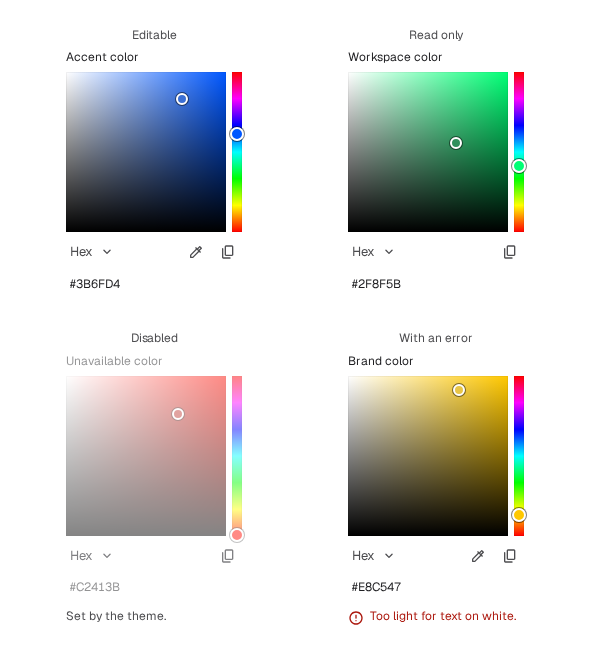 Editable
Accent color
Hex
#3B6FD4
Read only
Workspace color
Hex
#2F8F5B
Disabled
Unavailable color
Hex
#C2413B
Set by the theme.
With an error
Brand color
Hex
#E8C547
Too light for text on white.